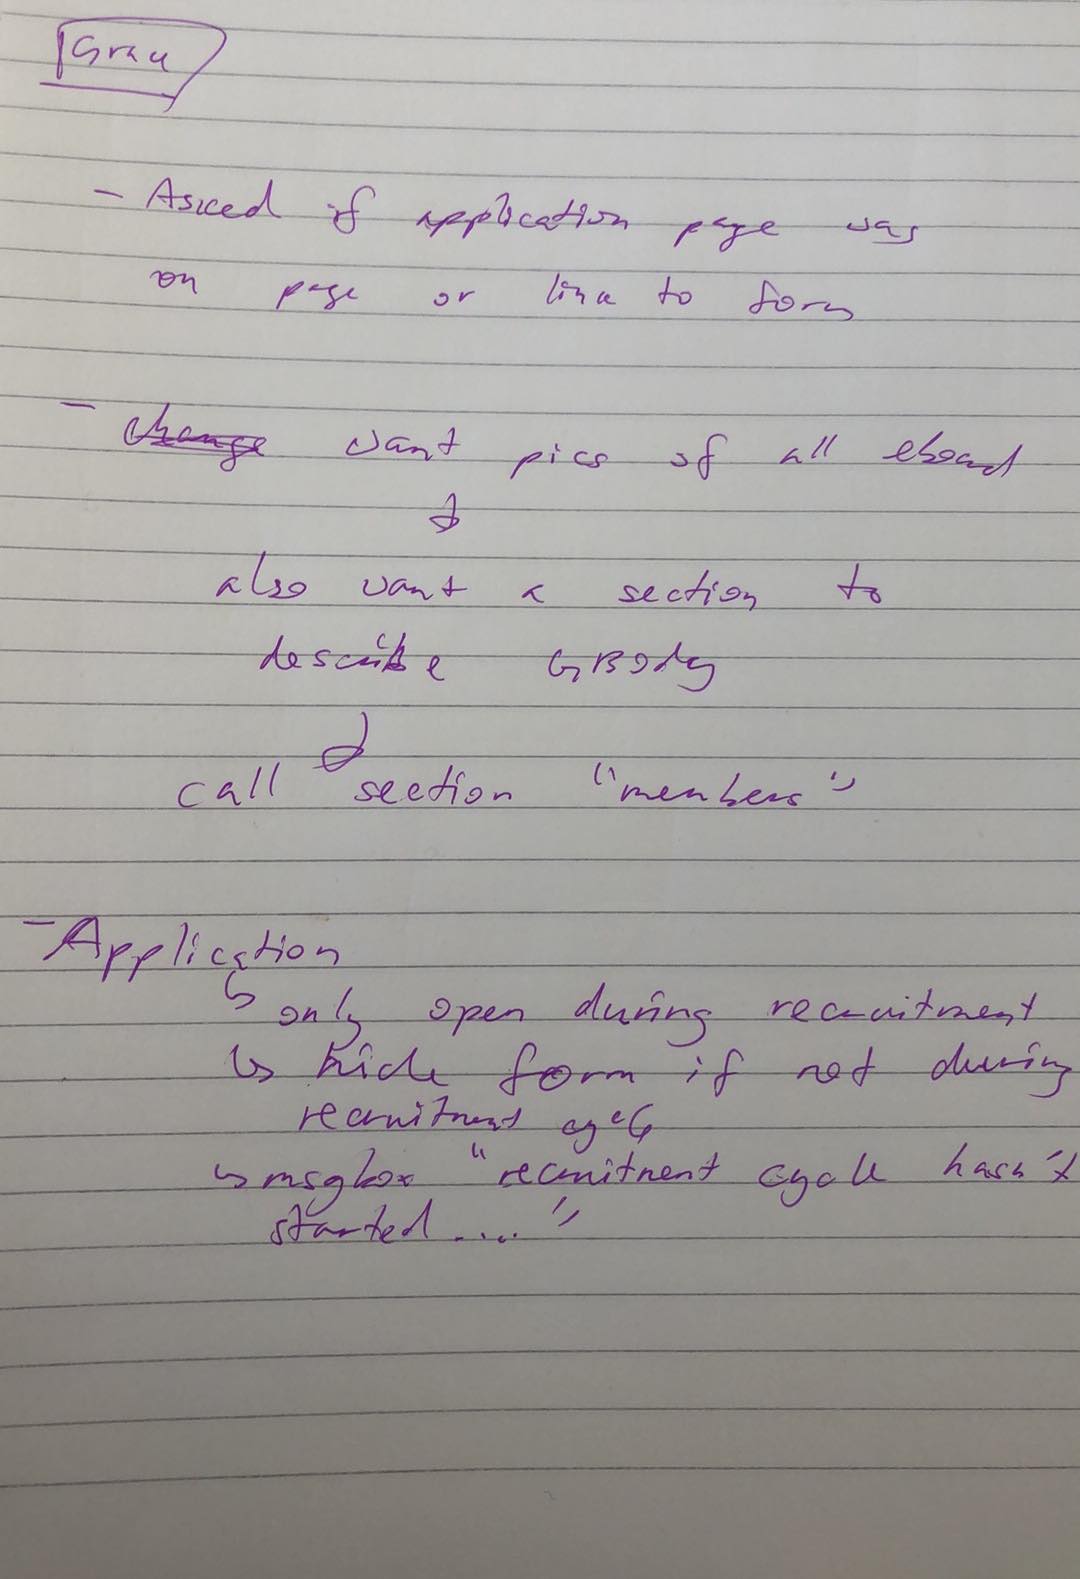 - Asked if application page was
on page or link to form
- change want pics of all eboard
also want a section to
describe GBody
call section "members"
- Application
↳ only open during recruitment
↳ hide form if not during
recruitment cycle
↳ msgbox "recruitment cycle hasn't
started...."